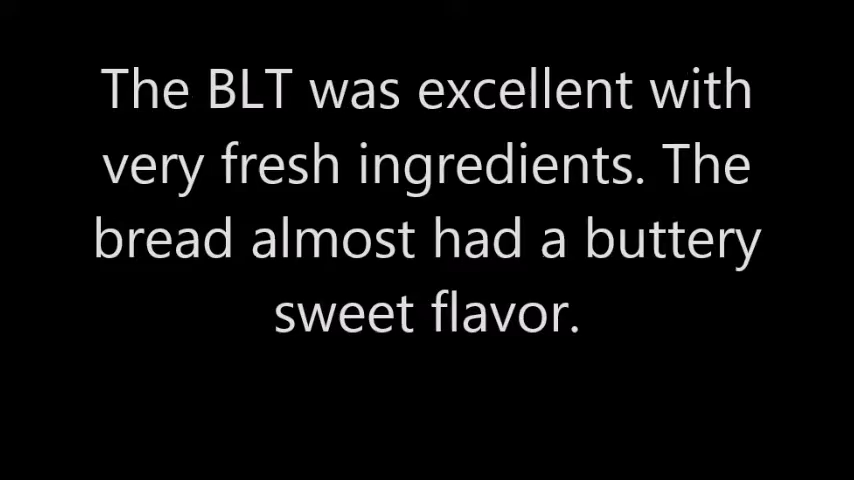 The BLT was excellent with
very fresh ingredients. The
bread almost had a buttery
sweet flavor.